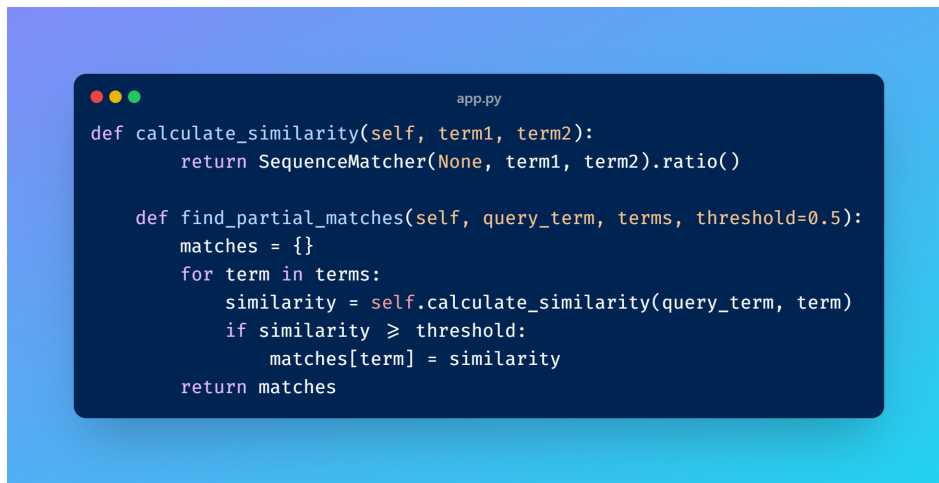 app.py
def calculate_similarity(self, term1, term2):
        return SequenceMatcher(None, term1, term2).ratio()

    def find_partial_matches(self, query_term, terms, threshold=0.5):
        matches = {}
        for term in terms:
            similarity = self.calculate_similarity(query_term, term)
            if similarity ⩾ threshold:
                matches[term] = similarity
        return matches